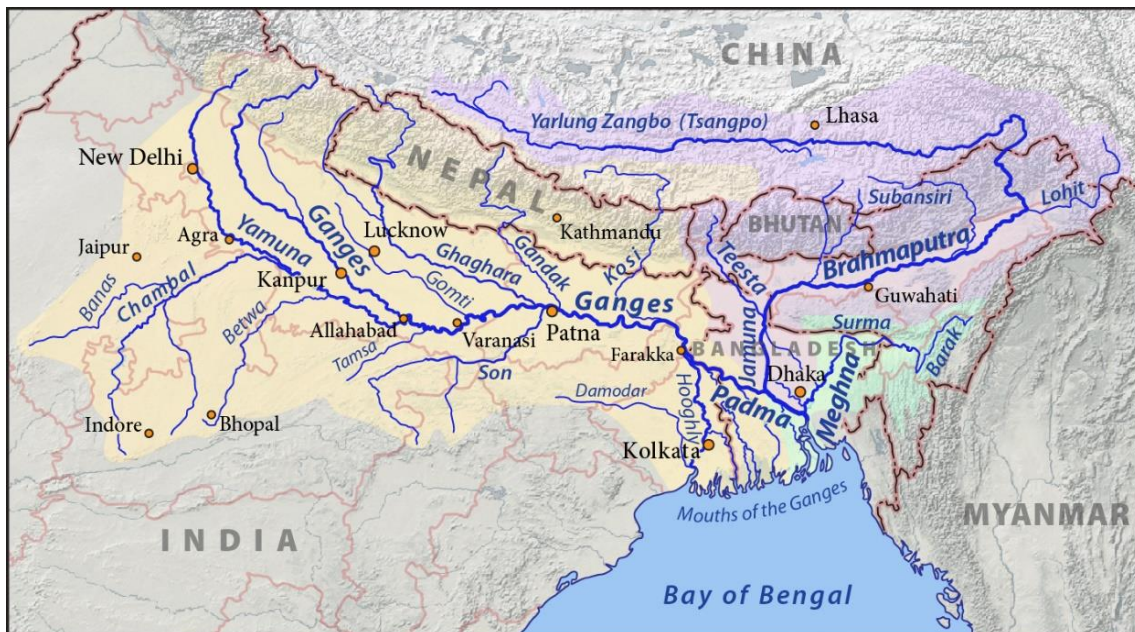 CHINA
Yarlung Zangbo (Tsangpo)
Lhasa
New Delhi
NEPAL
Subansiri
Lohit
BHUTAN
Kathmandu
Agra
Yamuna
Ganges
Lucknow
Jaipur
Ghaghara
Gandak
Kosi
Teesta
Brahmaputra
Kanpur
Banas
Chambal
Gomti
Ganges
Guwahati
Betwa
Allahabad
Varanasi
Patna
Surma
Tamsa
Farakka
BANGLADESH
Jamuna
Barak
Son
Dhaka
Meghna
Damodar
Hooghly
Padma
Indore
Bhopal
Kolkata
Mouths of the Ganges
INDIA
MYANMAR
Bay of Bengal